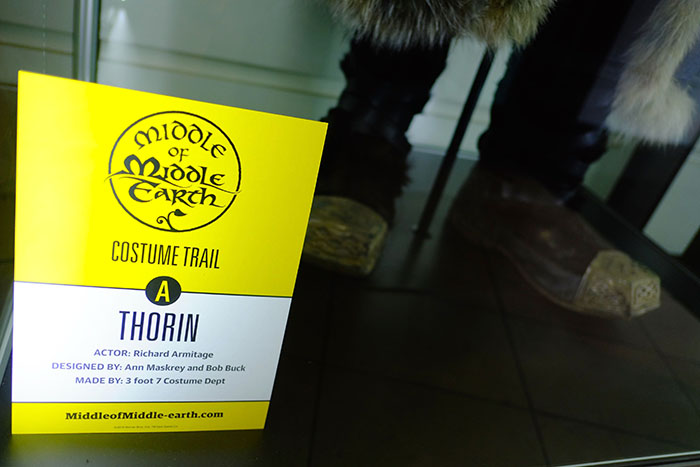 MIDDLE
OF
MIDDLE
EARTH
COSTUME TRAIL
A
THORIN
ACTOR: Richard Armitage
DESIGNED BY: Ann Maskrey and Bob Buck
MADE BY: 3 foot 7 Costume Dept
MiddleofMiddle-earth.com